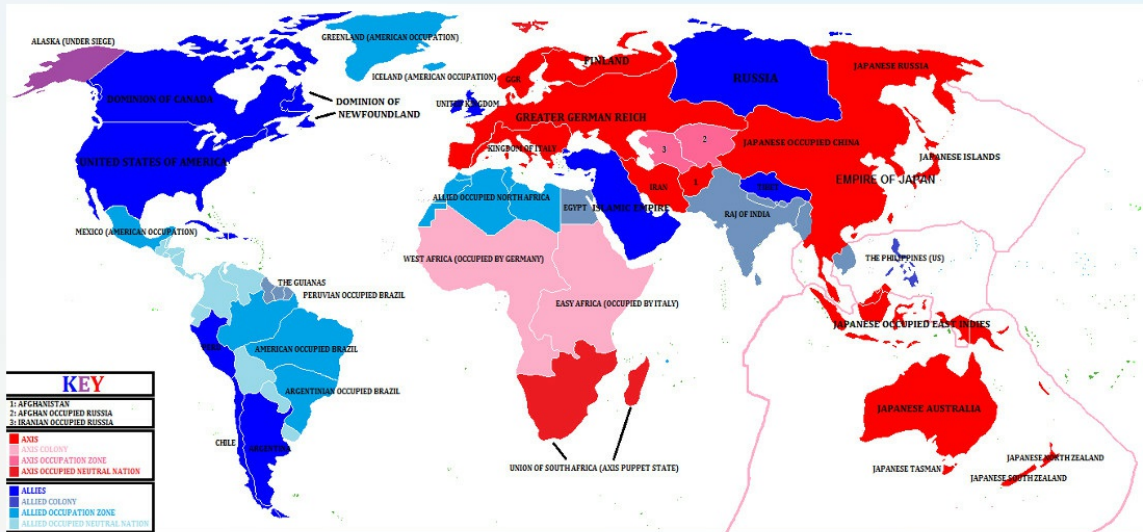 ALASKA (UNDER SIEGE)
GREENLAND (AMERICAN OCCUPATION)
ICELAND (AMERICAN OCCUPATION)
DOMINION OF CANADA
DOMINION OF
NEWFOUNDLAND
UNITED STATES OF AMERICA
MEXICO (AMERICAN OCCUPATION)
THE GUIANAS
PERUVIAN OCCUPIED BRAZIL
PERU
AMERICAN OCCUPIED BRAZIL
ARGENTINIAN OCCUPIED BRAZIL
CHILE
ARGENTINA
UNITED KINGDOM
GGR
FINLAND
GREATER GERMAN REICH
KINGDOM OF ITALY
RUSSIA
JAPANESE RUSSIA
JAPANESE OCCUPIED CHINA
JAPANESE ISLANDS
EMPIRE OF JAPAN
3
2
1
IRAN
TIBET
RAJ OF INDIA
ISLAMIC EMPIRE
EGYPT
ALLIED OCCUPIED NORTH AFRICA
WEST AFRICA (OCCUPIED BY GERMANY)
EASY AFRICA (OCCUPIED BY ITALY)
UNION OF SOUTH AFRICA (AXIS PUPPET STATE)
THE PHILIPPINES (US)
JAPANESE OCCUPIED EAST INDIES
JAPANESE AUSTRALIA
JAPANESE TASMAN
JAPANESE NORTH ZEALAND
JAPANESE SOUTH ZEALAND
KEY
1: AFGHANISTAN
2: AFGHAN OCCUPIED RUSSIA
3: IRANIAN OCCUPIED RUSSIA
AXIS
AXIS COLONY
AXIS OCCUPATION ZONE
AXIS OCCUPIED NEUTRAL NATION
ALLIES
ALLIED COLONY
ALLIED OCCUPATION ZONE
ALLIED OCCUPIED NEUTRAL NATION